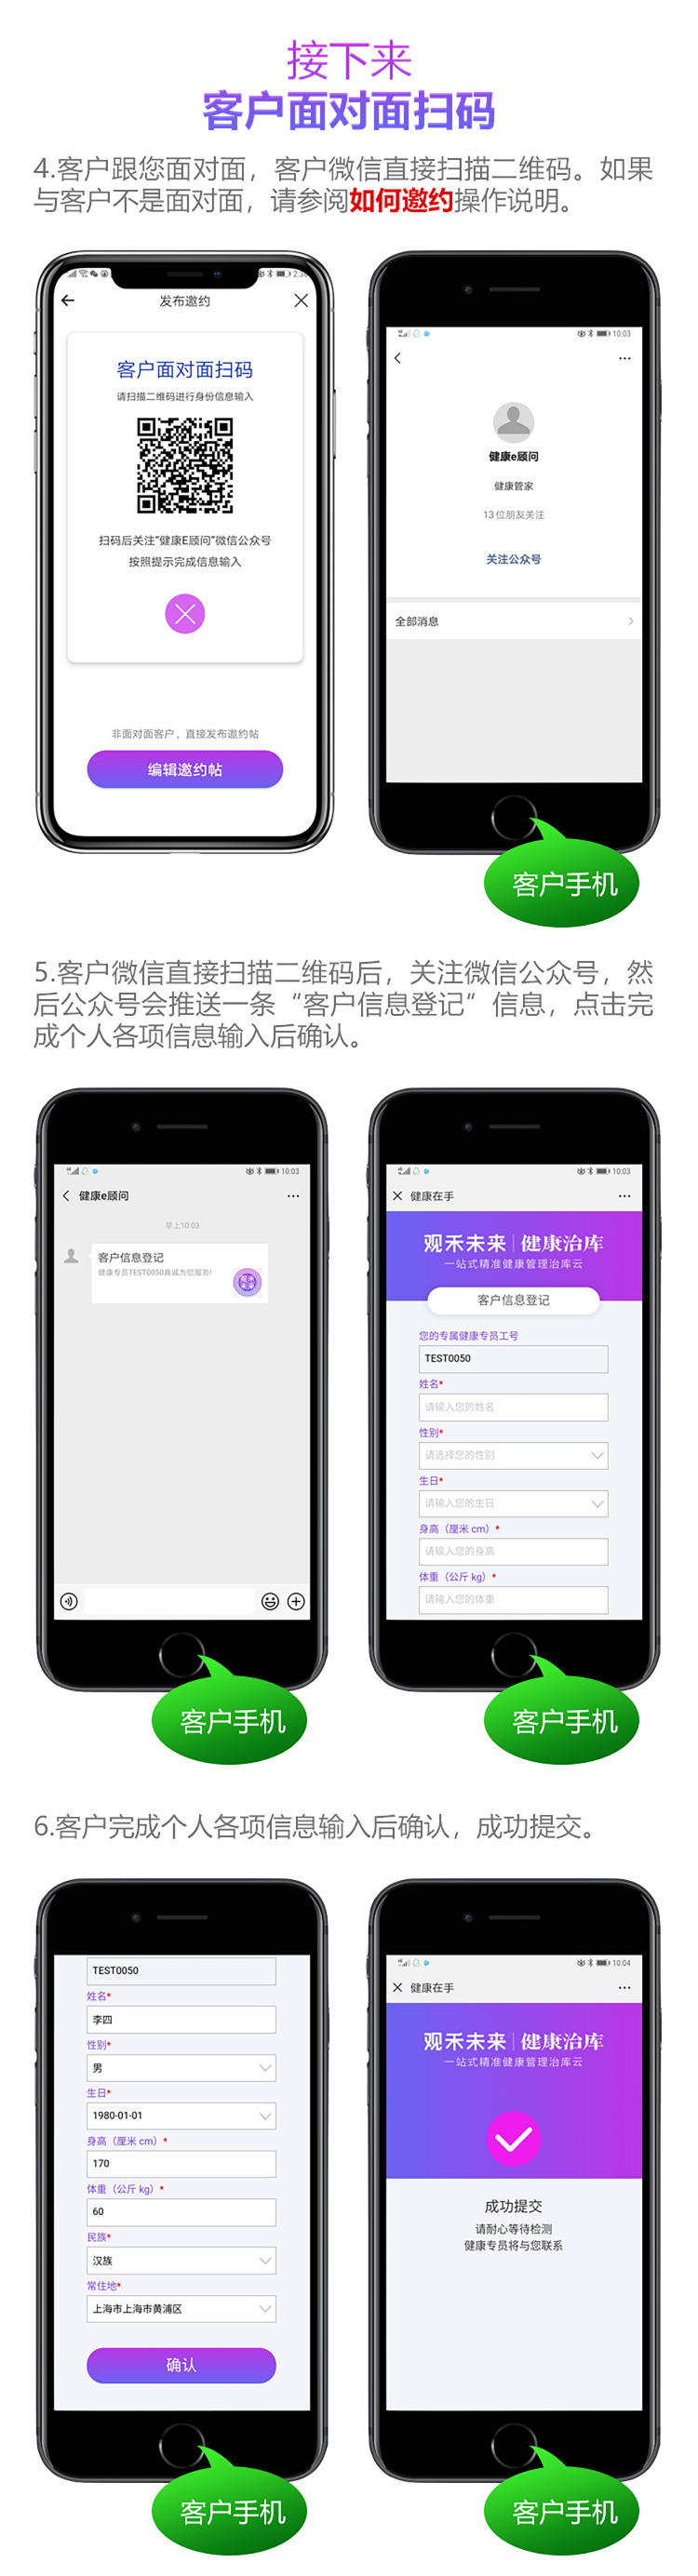 接下来
客户面对面扫码
4.客户跟您面对面，客户微信直接扫描二维码。如果
与客户不是面对面，请参阅如何邀约操作说明。
发布邀约
客户面对面扫码
请扫描二维码进行身份信息输入
扫码后关注“健康E顾问”微信公众号
按照提示完成信息输入
非面对面客户，直接发布邀约帖
编辑邀约帖
10:03
健康e顾问
健康管家
13 位朋友关注
关注公众号
全部消息
客户手机
5.客户微信直接扫描二维码后，关注微信公众号，然
后公众号会推送一条“客户信息登记”信息，点击完
成个人各项信息输入后确认。
10:03
健康e顾问
早上10:03
客户信息登记
健康专员TEST0050真诚为您服务!
客户手机
10:03
健康在手
观禾未来 | 健康治库
一站式精准健康管理治库云
客户信息登记
您的专属健康专员工号
TEST0050
姓名*
请输入您的姓名
性别*
请选择您的性别
生日*
请输入您的生日
身高（厘米 cm）*
请输入您的身高
体重（公斤 kg）*
请输入您的体重
客户手机
6.客户完成个人各项信息输入后确认，成功提交。
TEST0050
姓名*
李四
性别*
男
生日*
1980-01-01
身高（厘米 cm）*
170
体重（公斤 kg）*
60
民族*
汉族
常住地*
上海市上海市黄浦区
确认
客户手机
10:04
健康在手
观禾未来 | 健康治库
一站式精准健康管理治库云
成功提交
请耐心等待检测
健康专员将与您联系
客户手机